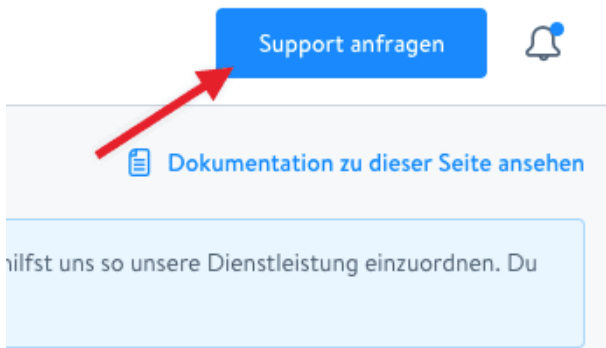 Support anfragen
Dokumentation zu dieser Seite ansehen
hilfst uns so unsere Dienstleistung einzuordnen. Du